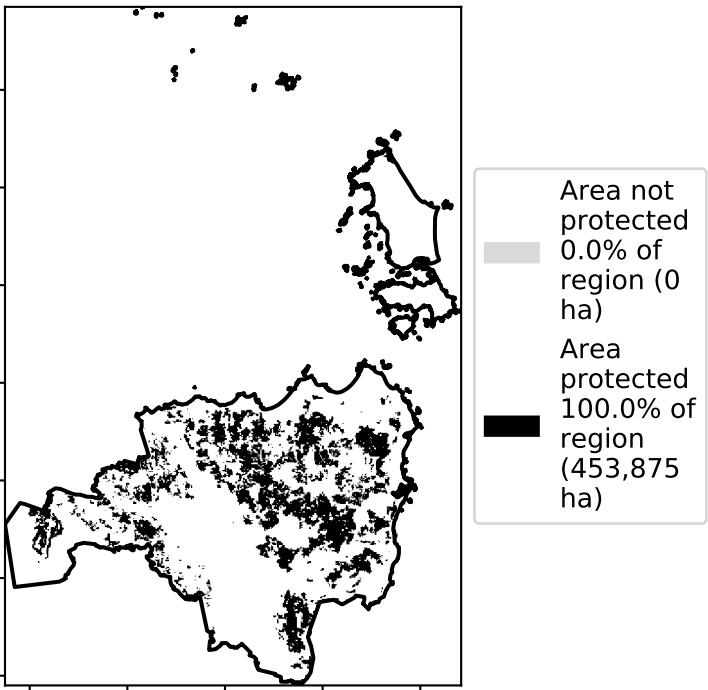 Area not
protected
0.0% of
region (0
ha)
Area
protected
100.0% of
region
(453,875
ha)